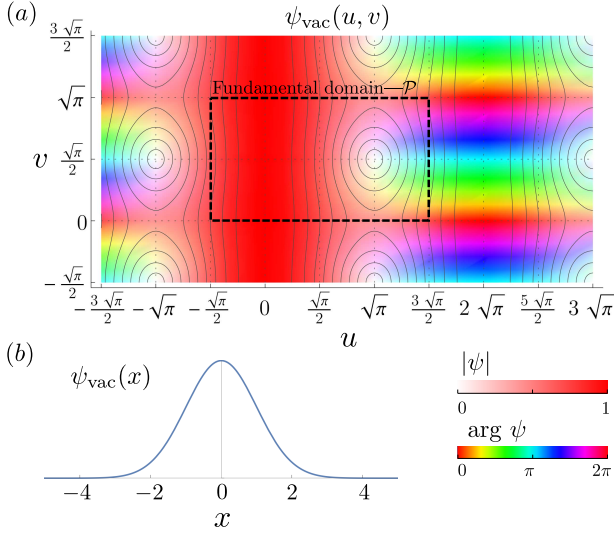 (a) ψvac(u, v)
3 √π/2
√π
v √π/2
0
− √π/2
Fundamental domain—𝒫
− 3 √π/2 −√π − √π/2 0 √π/2 √π 3 √π/2 2 √π 5 √π/2 3 √π
u
(b)
ψvac(x)
−4 −2 0 2 4
x
|ψ|
0 1
arg ψ
0 π 2π